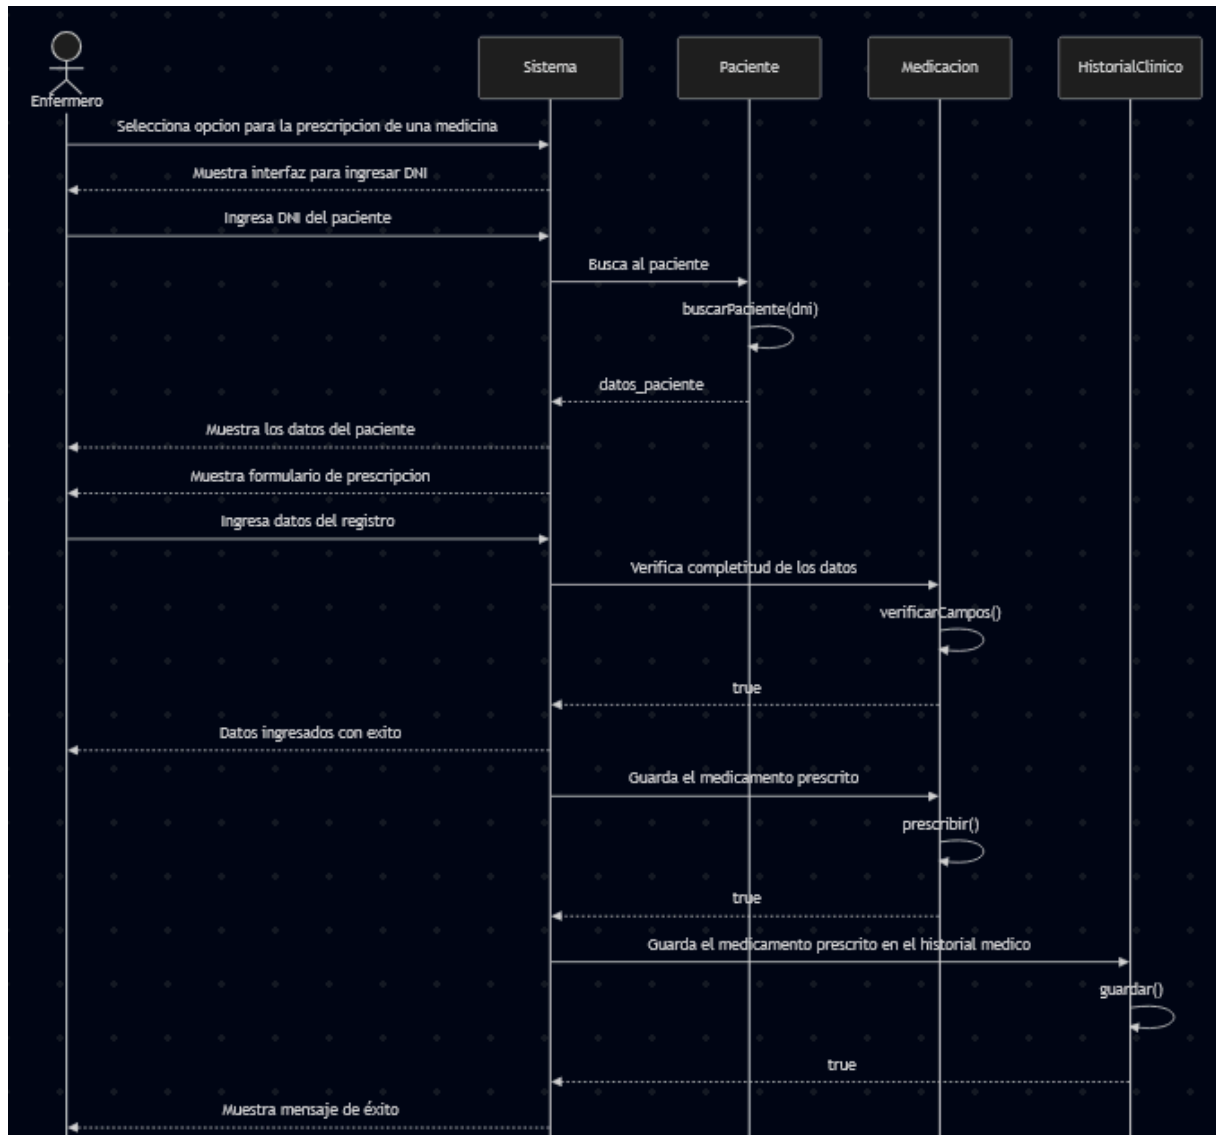 Enfermero
Sistema
Paciente
Medicacion
HistorialClinico
Selecciona opcion para la prescripcion de una medicina
Muestra interfaz para ingresar DNI
Ingresa DNI del paciente
Busca al paciente
buscarPaciente(dni)
datos_paciente
Muestra los datos del paciente
Muestra formulario de prescripcion
Ingresa datos del registro
Verifica completitud de los datos
verificarCampos()
true
Datos ingresados con exito
Guarda el medicamento prescrito
prescribir()
true
Guarda el medicamento prescrito en el historial medico
guardar()
true
Muestra mensaje de éxito